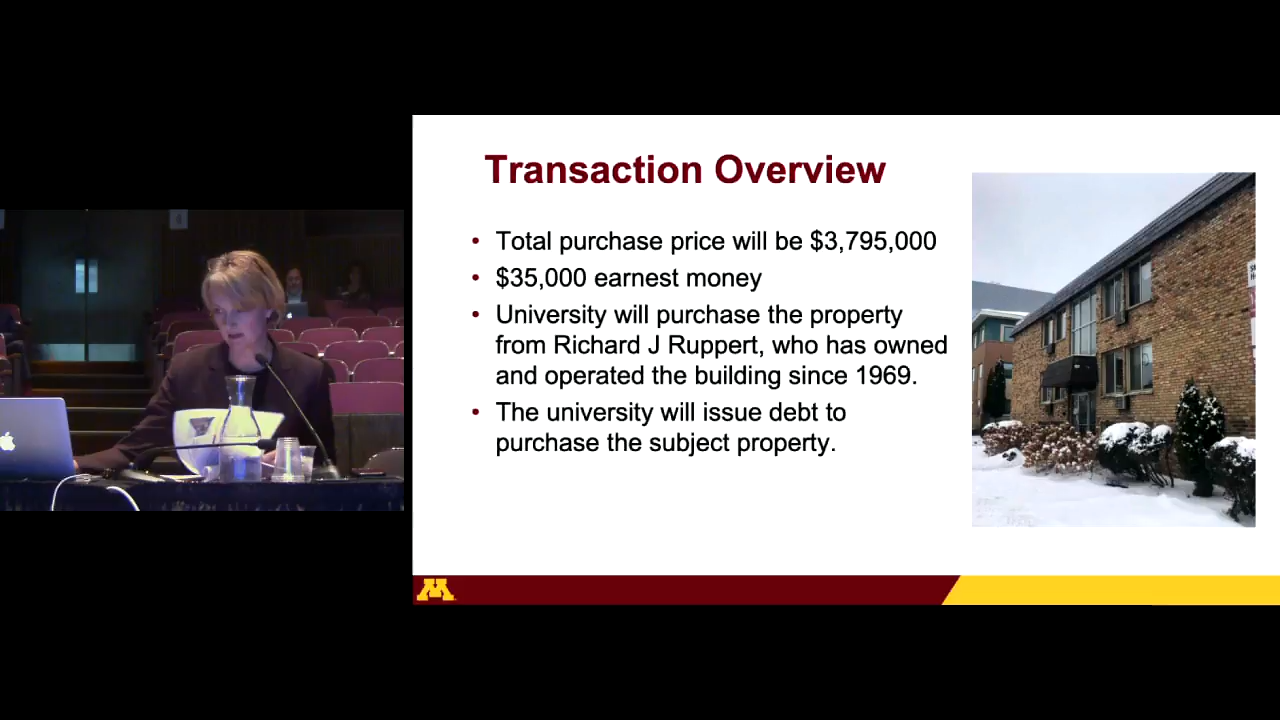 Transaction Overview
• Total purchase price will be $3,795,000
• $35,000 earnest money
• University will purchase the property
from Richard J Ruppert, who has owned
and operated the building since 1969.
• The university will issue debt to
purchase the subject property.
M